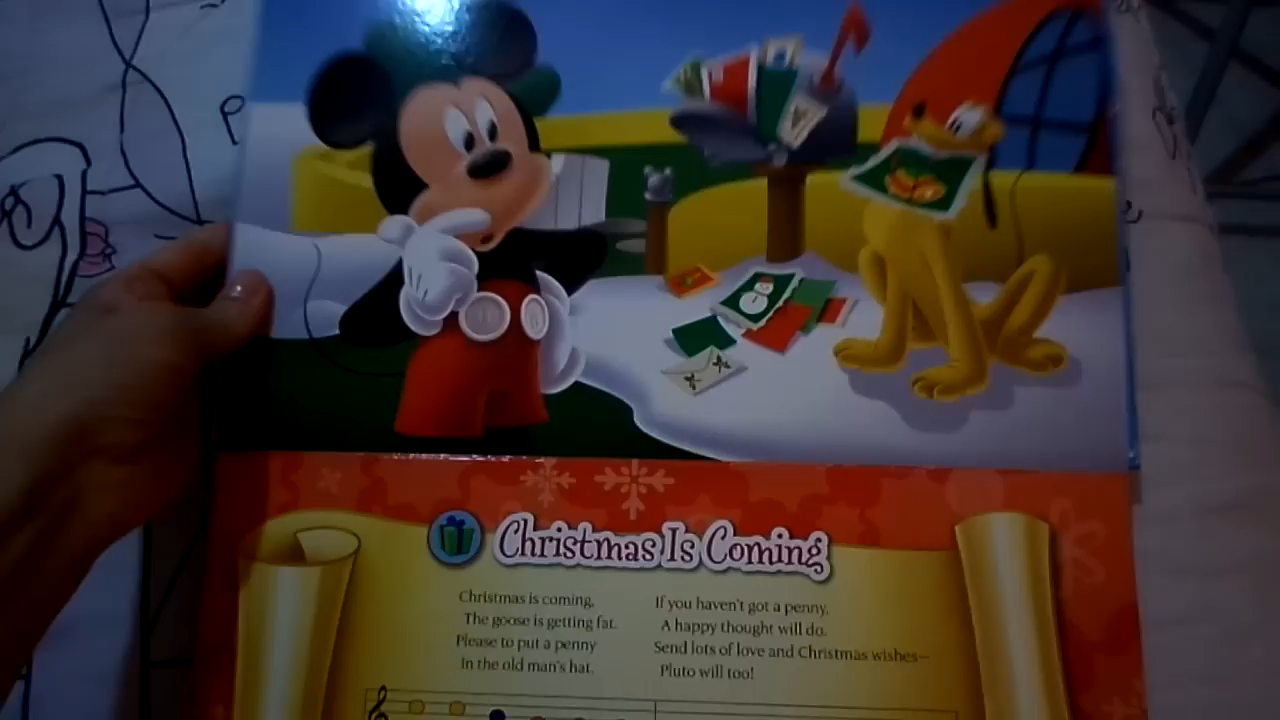 P
Christmas Is Coming
Christmas is coming,
The goose is getting fat.
Please to put a penny
In the old man's hat.
If you haven't got a penny,
A happy thought will do.
Send lots of love and Christmas wishes—
Pluto will too!